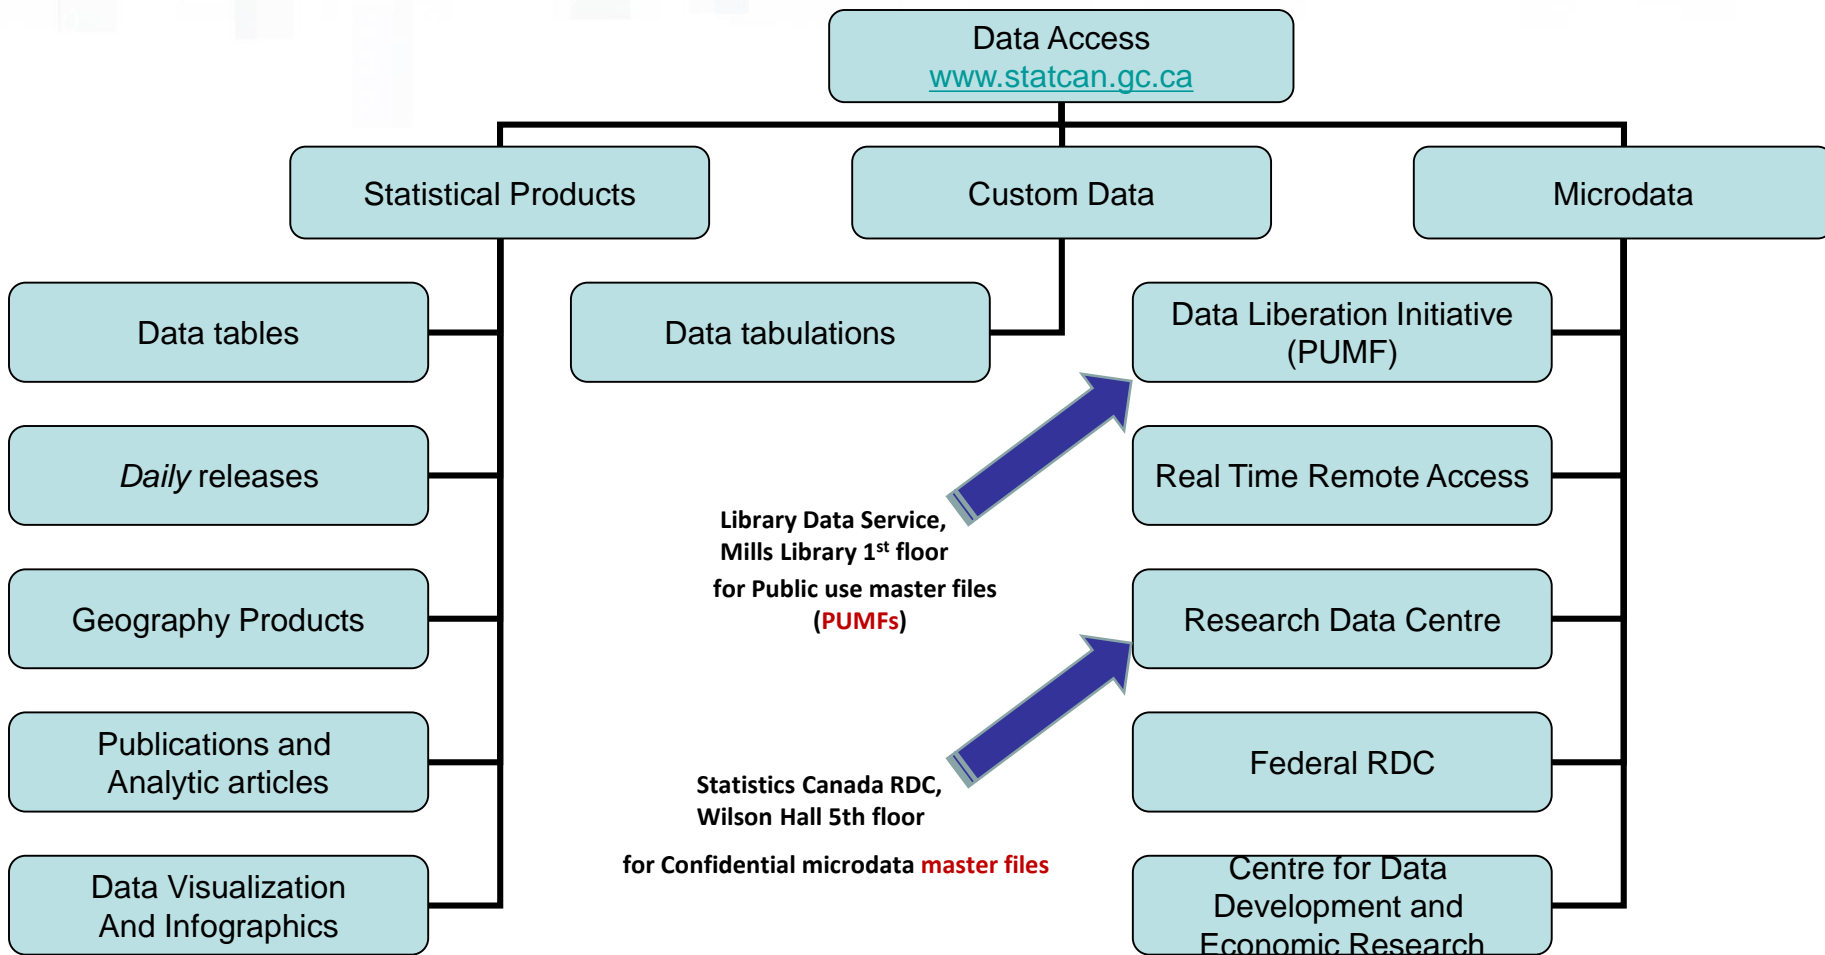 Data Access
www.statcan.gc.ca
Statistical Products
Custom Data
Microdata
Data tables
Data tabulations
Data Liberation Initiative
(PUMF)
Daily releases
Real Time Remote Access
Library Data Service,
Mills Library 1st floor
for Public use master files
(PUMFs)
Geography Products
Research Data Centre
Publications and
Analytic articles
Federal RDC
Statistics Canada RDC,
Wilson Hall 5th floor
for Confidential microdata master files
Data Visualization
And Infographics
Centre for Data
Development and
Economic Research